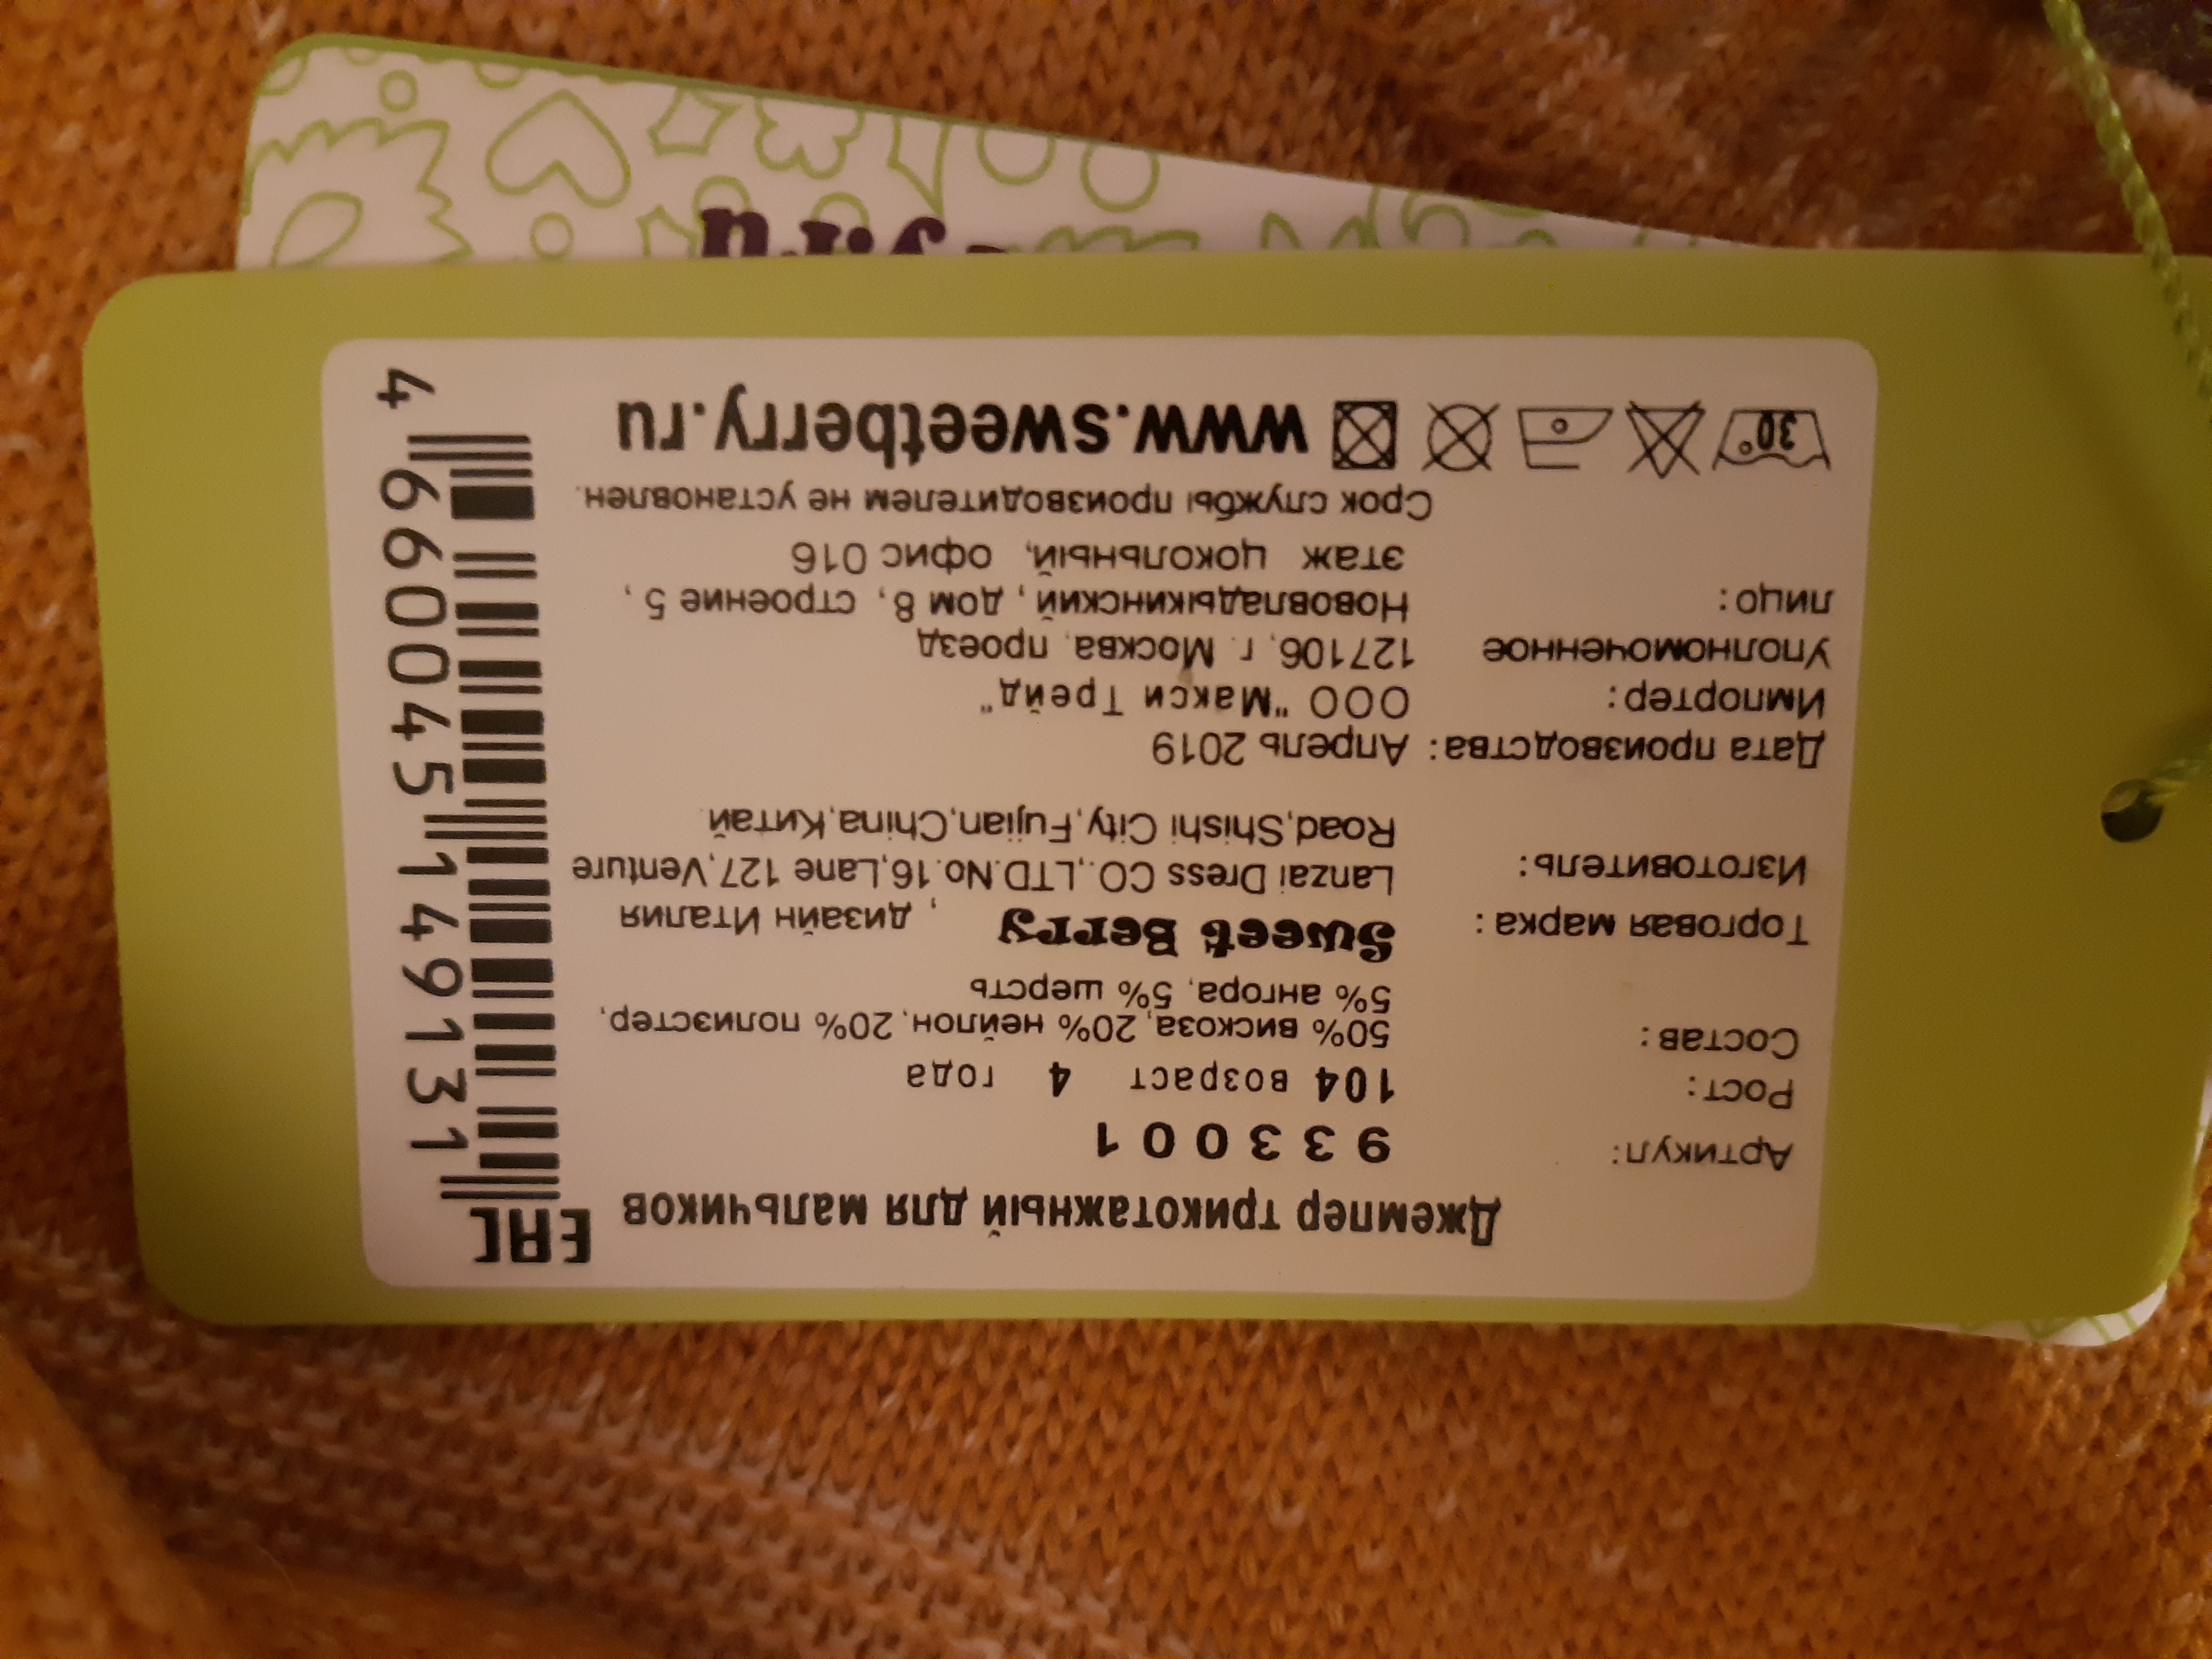 Джемпер трикотажный для мальчиков
EAC
Артикул: 933001
Рост: 104 возраст 4 года
Состав: 50% вискоза, 20% нейлон, 20% полиэстер,
5% ангора, 5% шерсть
Торговая марка: Sweet Berry, дизайн Италия
Изготовитель: Lanzai Dress CO.,LTD.No.16,Lane 127,Venture
Road,Shishi City,Fujian,China,Китай
Дата производства: Апрель 2019
Импортер: ООО "Макси Трейд"
Уполномоченное 127106, г. Москва, проезд
лицо: Нововладыкинский, дом 8, строение 5,
этаж цокольный, офис 016
Срок службы производителем не установлен.
30°
www.sweetberry.ru
4 660045 149131